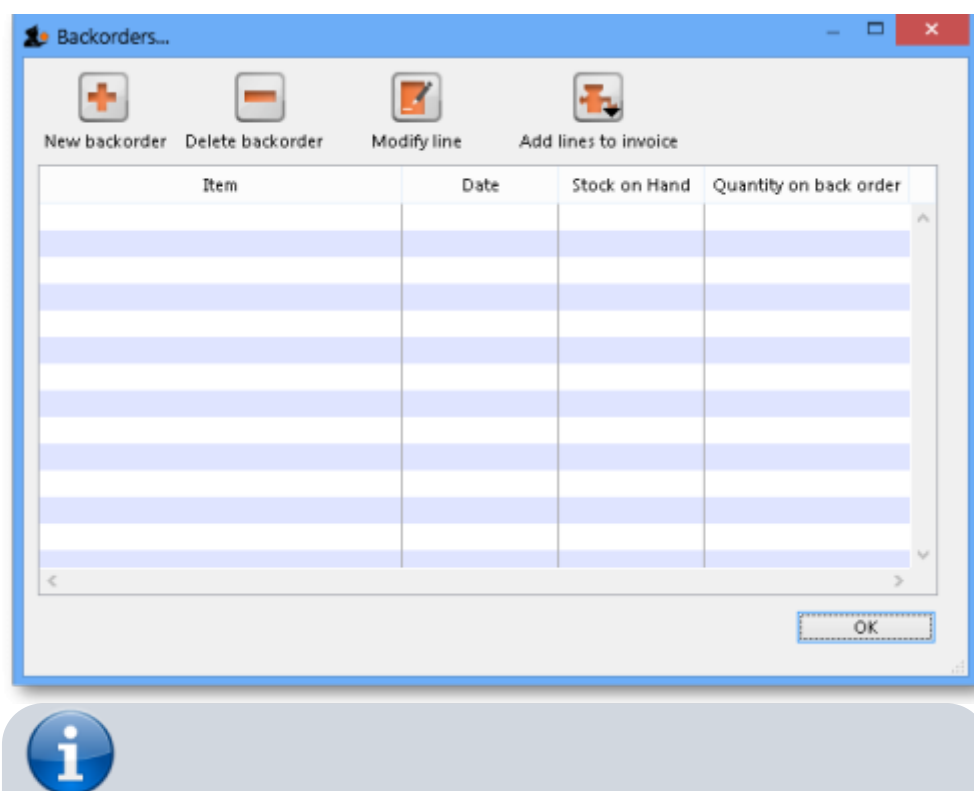 Backorders...
New backorder Delete backorder Modify line Add lines to invoice
Item Date Stock on Hand Quantity on back order
OK